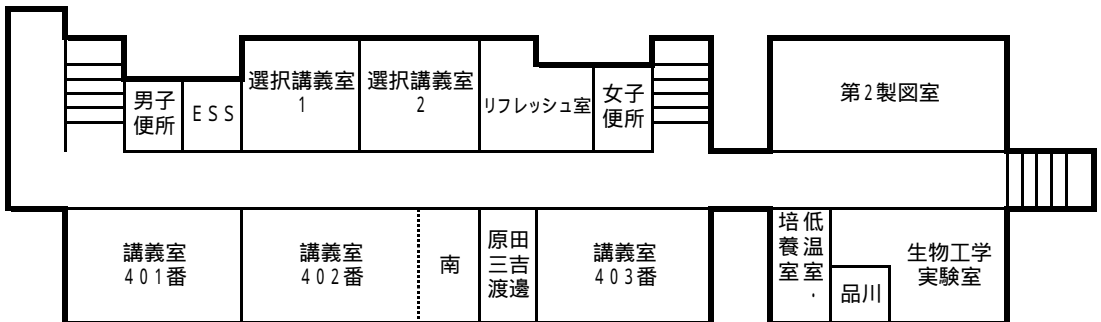 男子
便所
ESS
選択講義室
1
選択講義室
2
リフレッシュ室
女子
便所
第2製図室
講義室
401番
講義室
402番
南
原田
三吉
渡邊
講義室
403番
低温室・
培養室
品川
生物工学
実験室